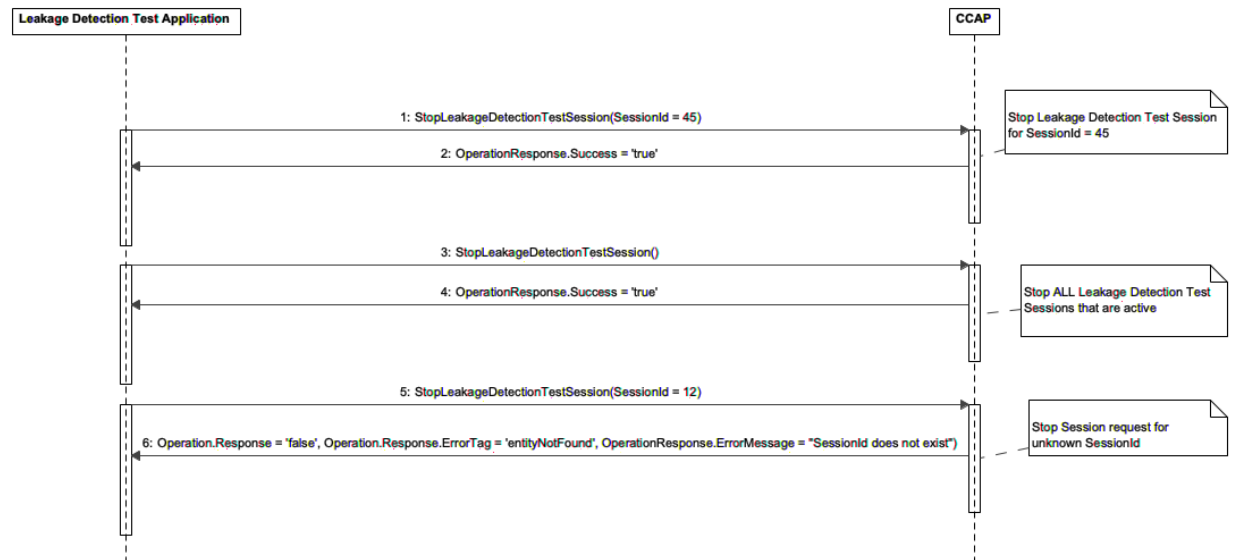 Leakage Detection Test Application
CCAP
1: StopLeakageDetectionTestSession(SessionId = 45)
Stop Leakage Detection Test Session
for SessionId = 45
2: OperationResponse.Success = 'true'
3: StopLeakageDetectionTestSession()
4: OperationResponse.Success = 'true'
Stop ALL Leakage Detection Test
Sessions that are active
5: StopLeakageDetectionTestSession(SessionId = 12)
Stop Session request for
unknown SessionId
6: Operation.Response = 'false', Operation.Response.ErrorTag = 'entityNotFound', OperationResponse.ErrorMessage = "SessionId does not exist")